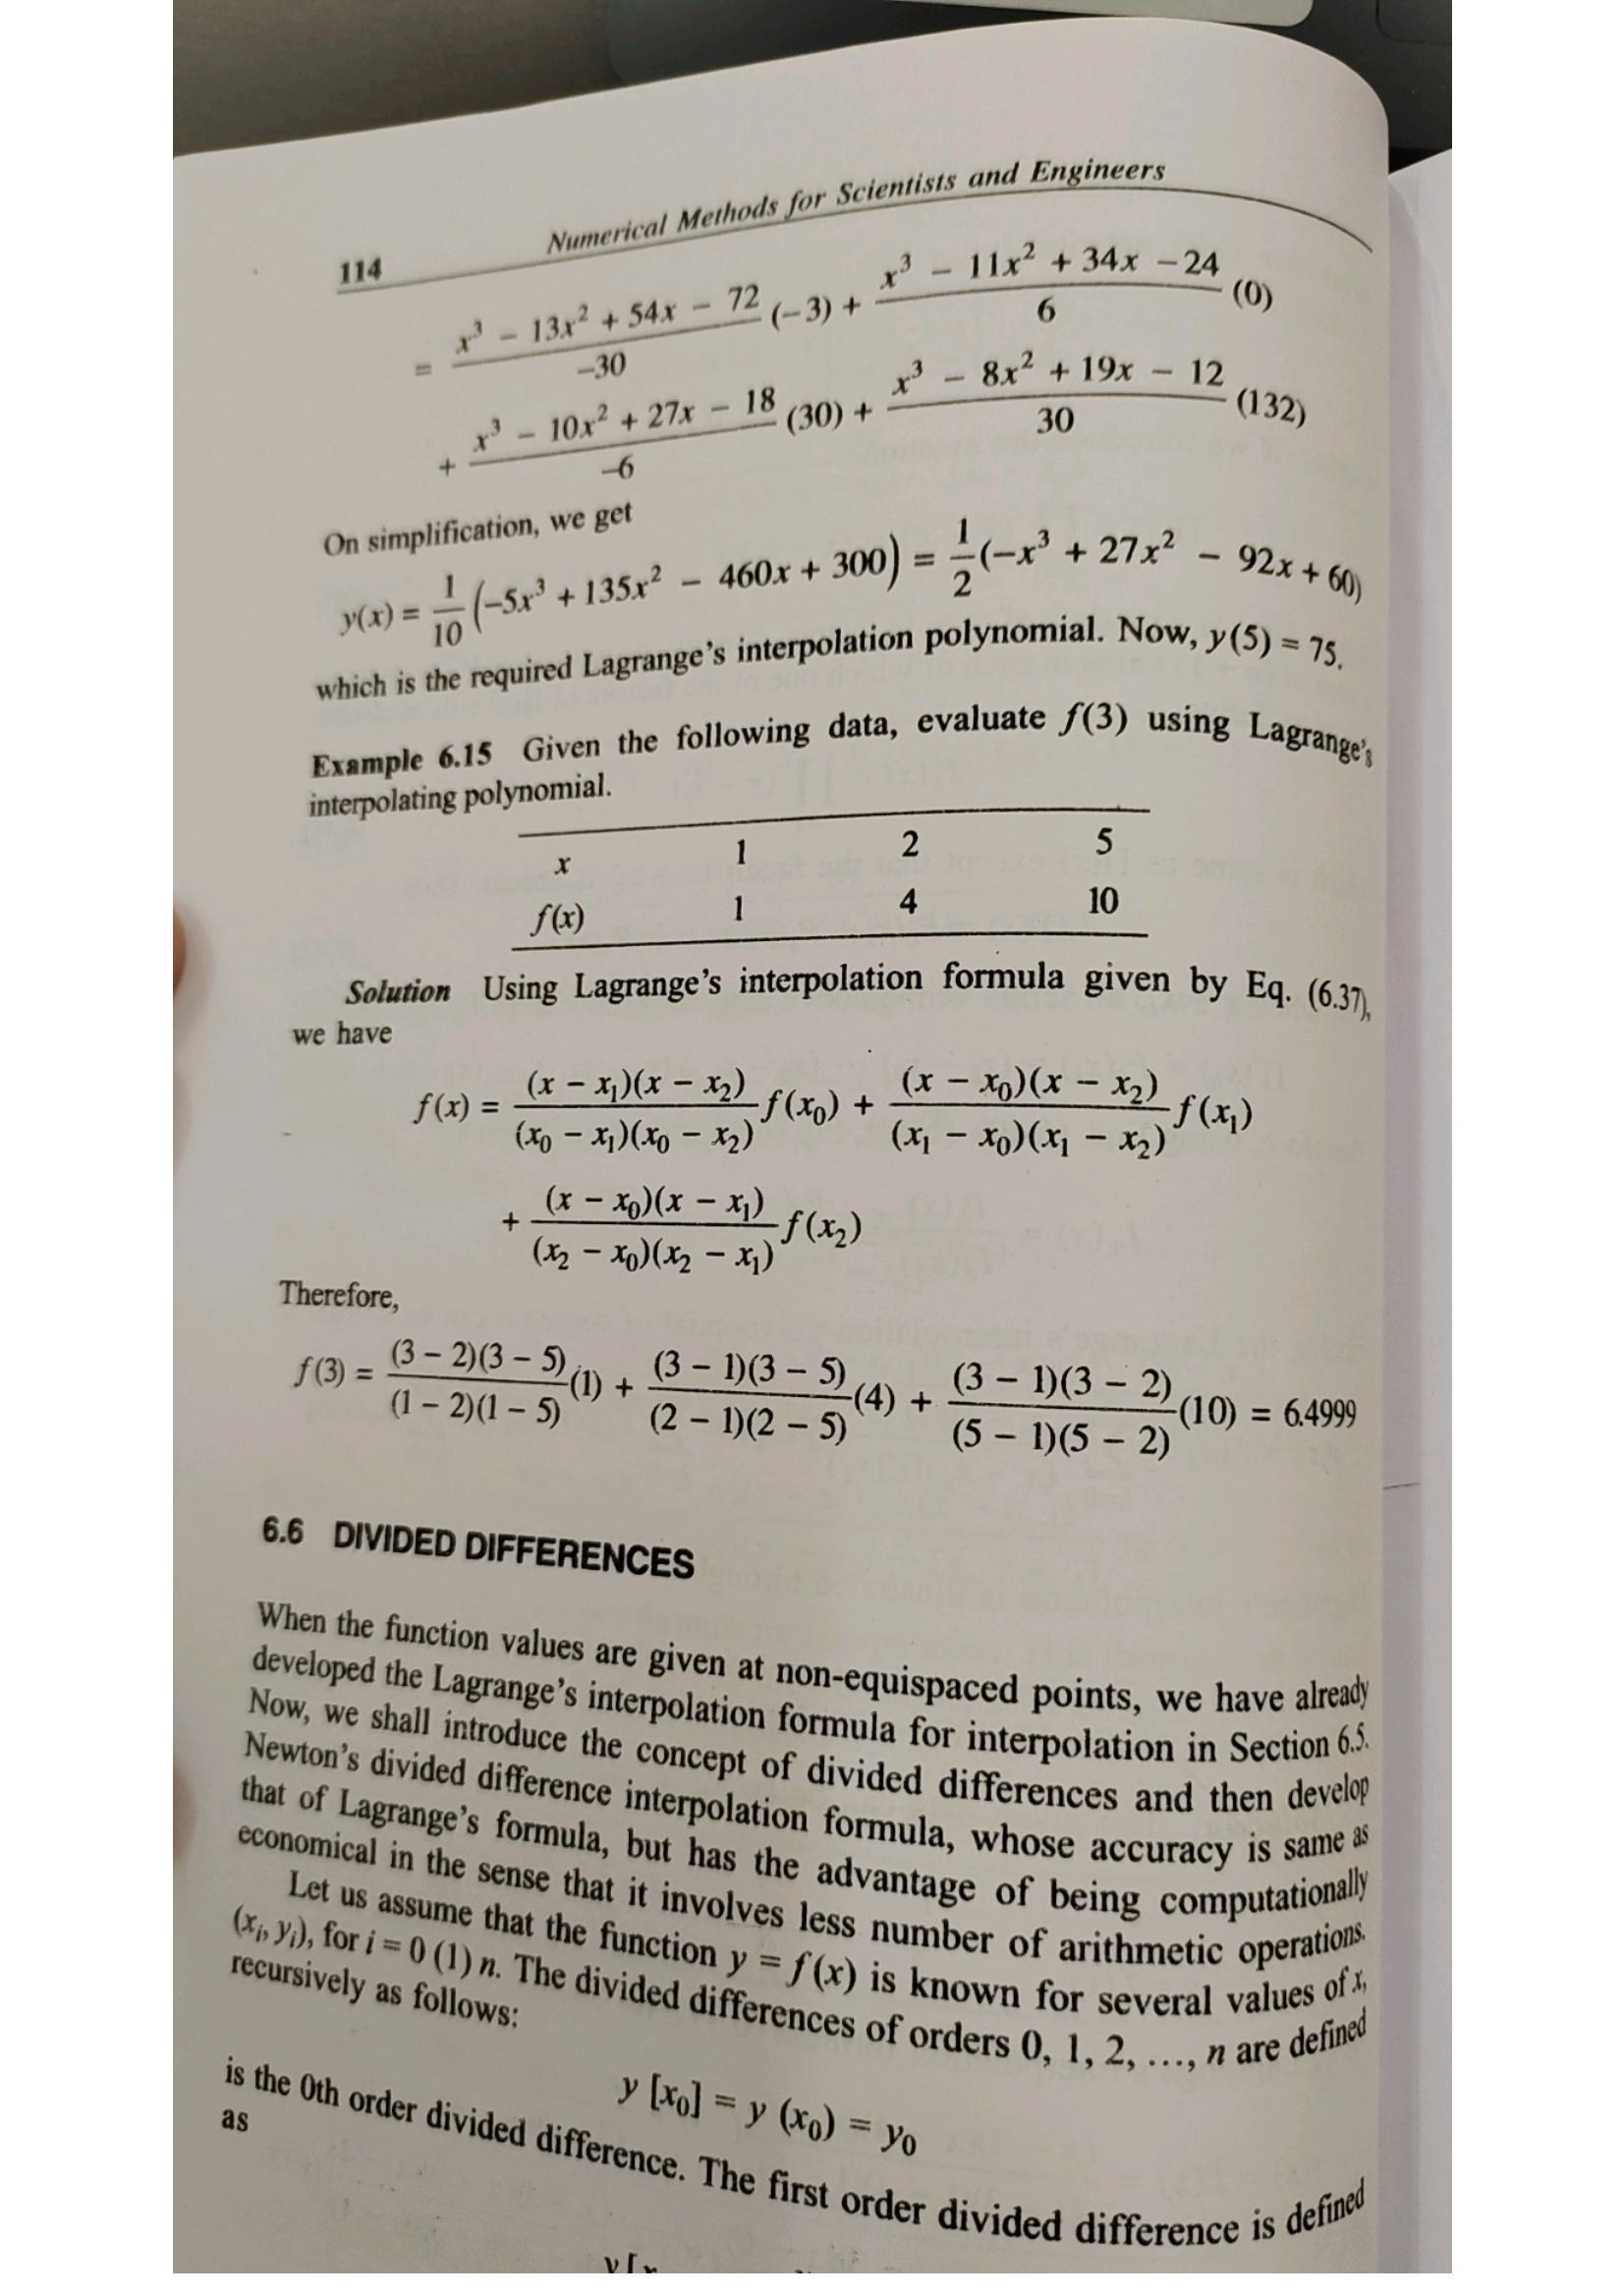 114 Numerical Methods for Scientists and Engineers
= \frac{x^3 - 13x^2 + 54x - 72}{-30}(-3) + \frac{x^3 - 11x^2 + 34x - 24}{6}(0)
+ \frac{x^3 - 10x^2 + 27x - 18}{-6}(30) + \frac{x^3 - 8x^2 + 19x - 12}{30}(132)
On simplification, we get
y(x) = \frac{1}{10}(-5x^3 + 135x^2 - 460x + 300) = \frac{1}{2}(-x^3 + 27x^2 - 92x + 60)
which is the required Lagrange's interpolation polynomial. Now, y(5) = 75.
Example 6.15 Given the following data, evaluate f(3) using Lagrange's
interpolating polynomial.
x 1 2 5
f(x) 1 4 10
Solution Using Lagrange's interpolation formula given by Eq. (6.37),
we have
f(x) = \frac{(x - x_1)(x - x_2)}{(x_0 - x_1)(x_0 - x_2)} f(x_0) + \frac{(x - x_0)(x - x_2)}{(x_1 - x_0)(x_1 - x_2)} f(x_1)
+ \frac{(x - x_0)(x - x_1)}{(x_2 - x_0)(x_2 - x_1)} f(x_2)
Therefore,
f(3) = \frac{(3 - 2)(3 - 5)}{(1 - 2)(1 - 5)}(1) + \frac{(3 - 1)(3 - 5)}{(2 - 1)(2 - 5)}(4) + \frac{(3 - 1)(3 - 2)}{(5 - 1)(5 - 2)}(10) = 6.4999
6.6 DIVIDED DIFFERENCES
When the function values are given at non-equispaced points, we have already
developed the Lagrange's interpolation formula for interpolation in Section 6.5.
Now, we shall introduce the concept of divided differences and then develop
Newton's divided difference interpolation formula, whose accuracy is same as
that of Lagrange's formula, but has the advantage of being computationally
economical in the sense that it involves less number of arithmetic operations.
Let us assume that the function y = f(x) is known for several values of x,
(x_i, y_i), for i = 0 (1) n. The divided differences of orders 0, 1, 2, ..., n are defined
recursively as follows:
y [x_0] = y (x_0) = y_0
is the 0th order divided difference. The first order divided difference is defined
as